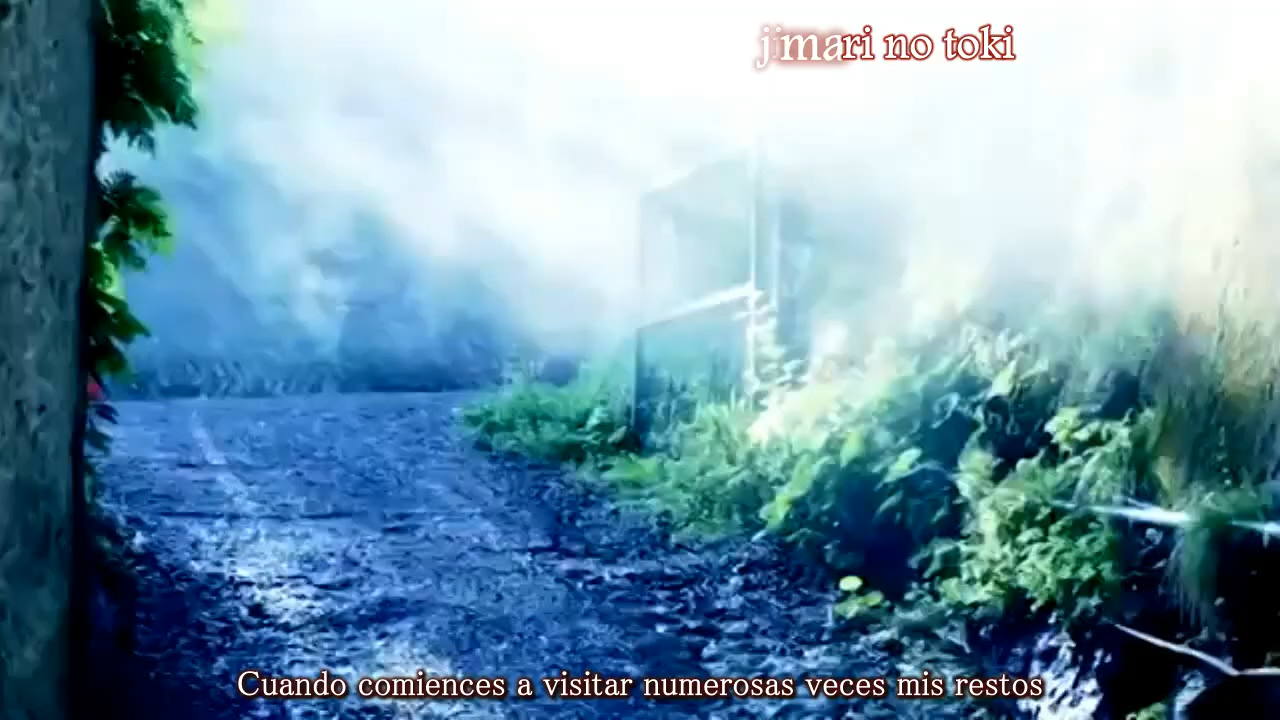 jimari no toki
Cuando comiences a visitar numerosas veces mis restos